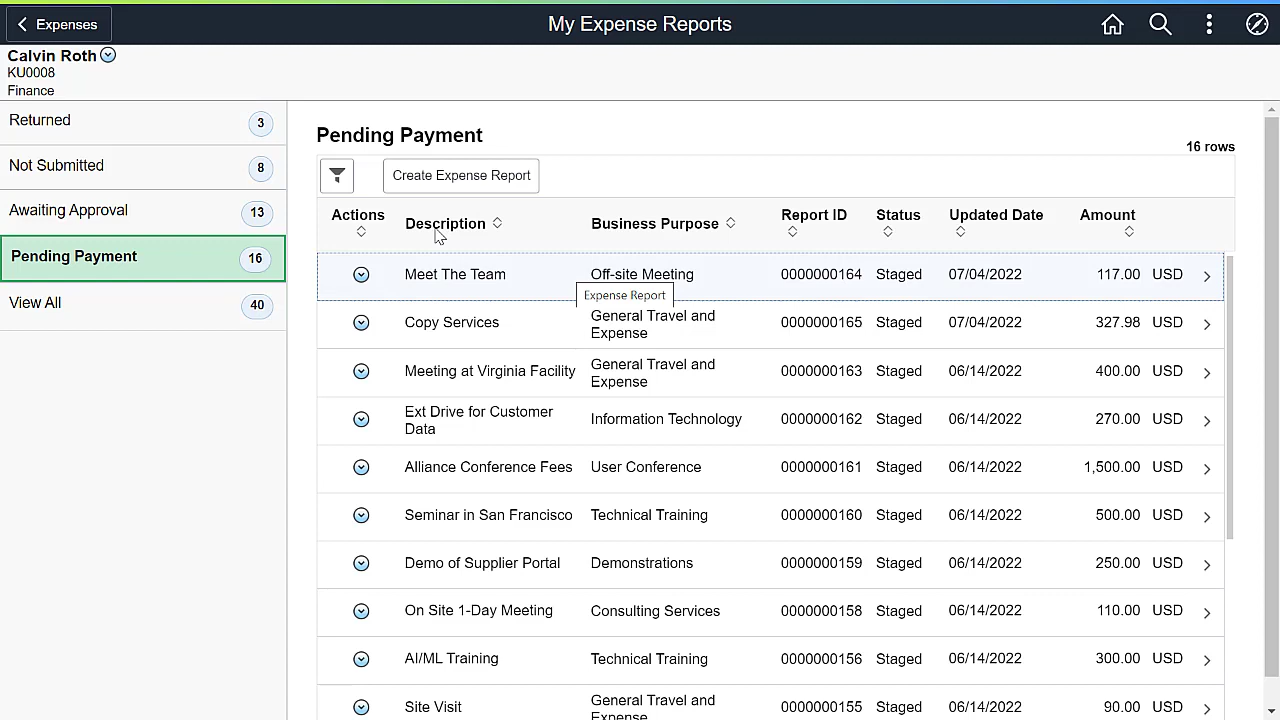 Expenses
My Expense Reports
Calvin Roth
KU0008
Finance
Returned 3
Not Submitted 8
Awaiting Approval 13
Pending Payment 16
View All 40
Pending Payment
16 rows
Create Expense Report
Actions Description Business Purpose Report ID Status Updated Date Amount
Meet The Team Off-site Meeting 0000000164 Staged 07/04/2022 117.00 USD
Expense Report
Copy Services General Travel and Expense 0000000165 Staged 07/04/2022 327.98 USD
Meeting at Virginia Facility General Travel and Expense 0000000163 Staged 06/14/2022 400.00 USD
Ext Drive for Customer Data Information Technology 0000000162 Staged 06/14/2022 270.00 USD
Alliance Conference Fees User Conference 0000000161 Staged 06/14/2022 1,500.00 USD
Seminar in San Francisco Technical Training 0000000160 Staged 06/14/2022 500.00 USD
Demo of Supplier Portal Demonstrations 0000000159 Staged 06/14/2022 250.00 USD
On Site 1-Day Meeting Consulting Services 0000000158 Staged 06/14/2022 110.00 USD
AI/ML Training Technical Training 0000000156 Staged 06/14/2022 300.00 USD
Site Visit General Travel and Expense 0000000155 Staged 06/14/2022 90.00 USD